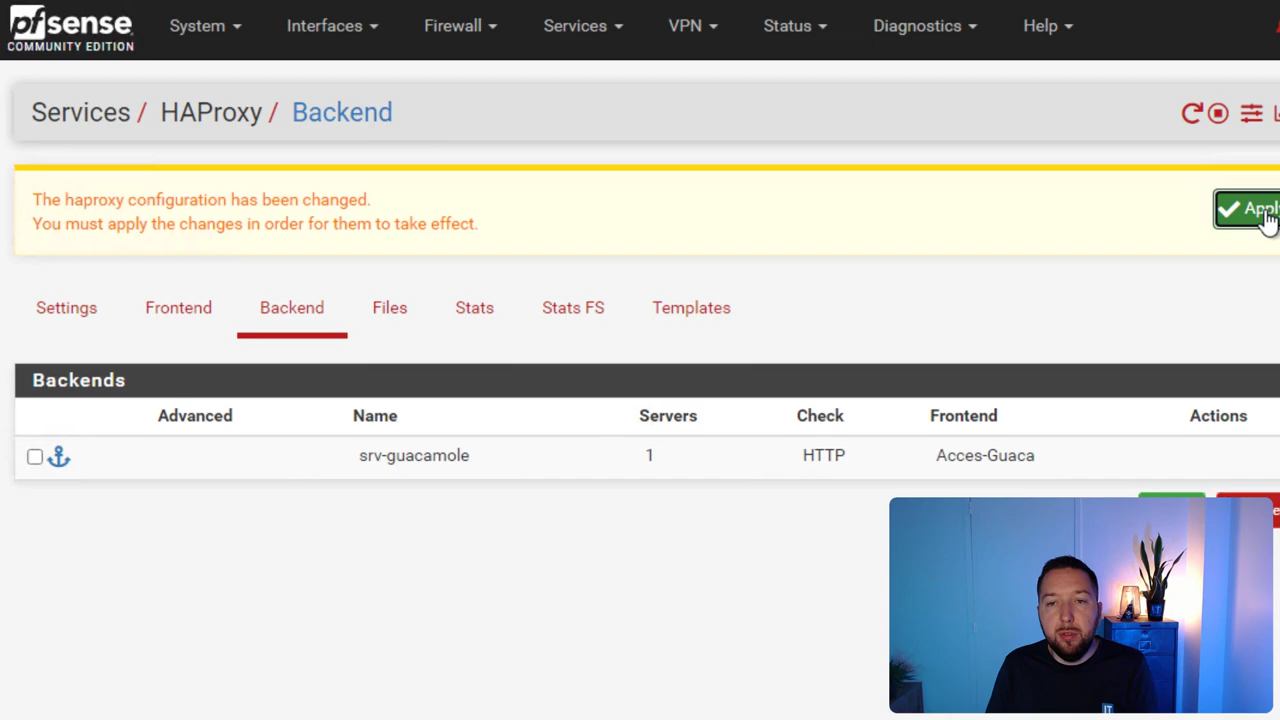 pfsense
COMMUNITY EDITION
System
Interfaces
Firewall
Services
VPN
Status
Diagnostics
Help
Services / HAProxy / Backend
The haproxy configuration has been changed.
You must apply the changes in order for them to take effect.
Settings
Frontend
Backend
Files
Stats
Stats FS
Templates
Backends
Advanced Name Servers Check Frontend Actions
srv-guacamole 1 HTTP Acces-Guaca
IT